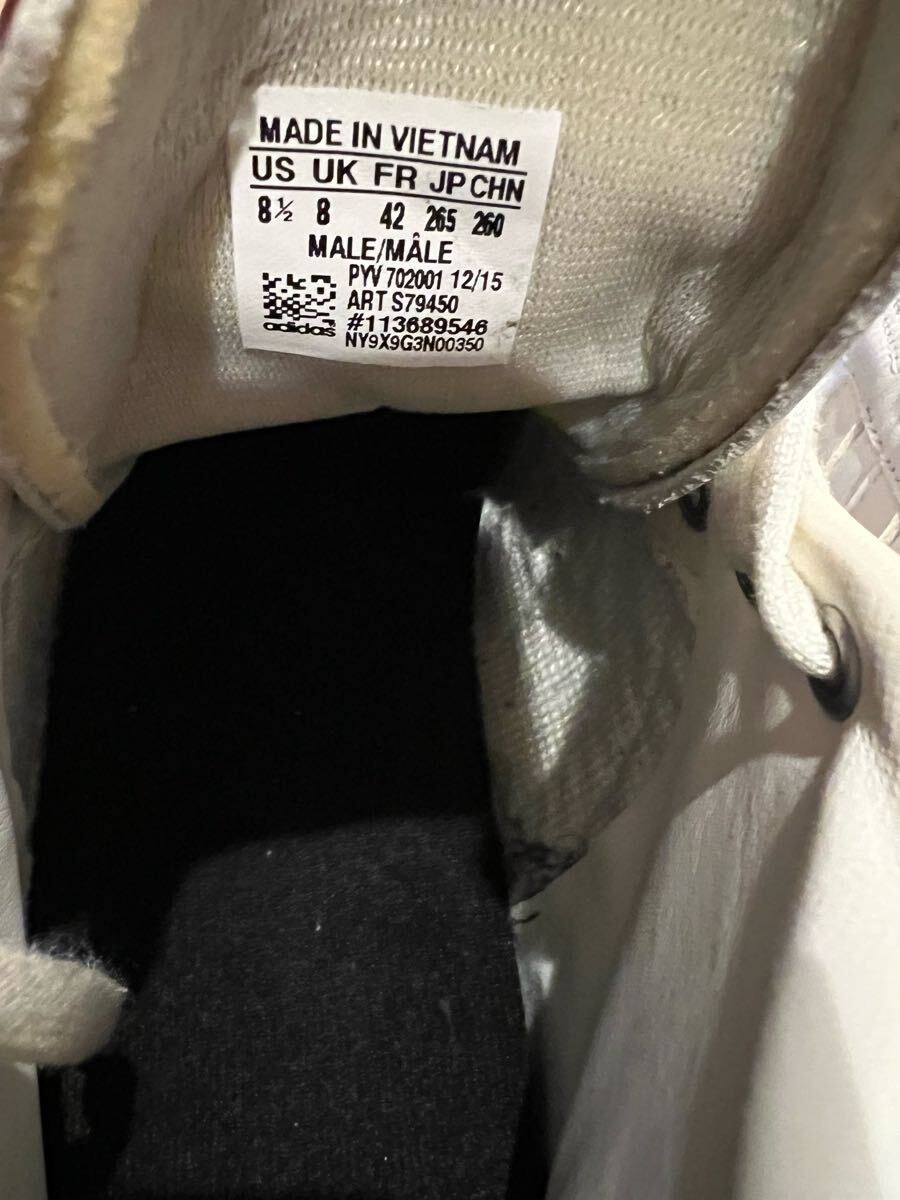 MADE IN VIETNAM
US UK FR JP CHN
8½ 8 42 265 260
MALE/MÂLE
PYV 702001 12/15
ART S79450
#113689546
adidas
NY9X9G3N00350